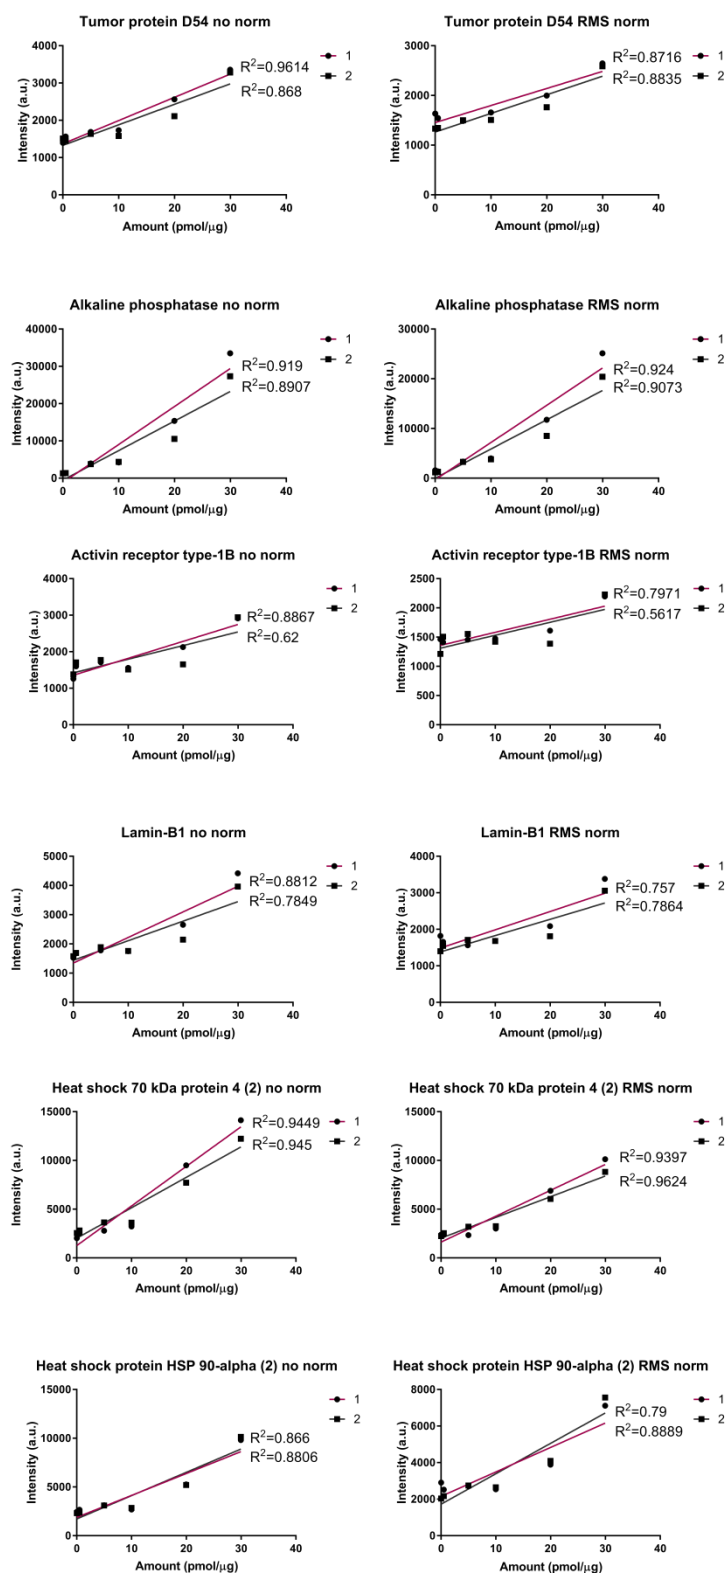 Tumor protein D54 no norm
4000
3000
2000
1000
0
0 10 20 30 40
Intensity (a.u.)
Amount (pmol/µg)
R²=0.9614
R²=0.868
1
2
Tumor protein D54 RMS norm
3000
2000
1000
0
0 10 20 30 40
Intensity (a.u.)
Amount (pmol/µg)
R²=0.8716
R²=0.8835
1
2
Alkaline phosphatase no norm
40000
30000
20000
10000
0
0 10 20 30 40
Intensity (a.u.)
Amount (pmol/µg)
R²=0.919
R²=0.8907
1
2
Alkaline phosphatase RMS norm
30000
20000
10000
0
0 10 20 30 40
Intensity (a.u.)
Amount (pmol/µg)
R²=0.924
R²=0.9073
1
2
Activin receptor type-1B no norm
4000
3000
2000
1000
0
0 10 20 30 40
Intensity (a.u.)
Amount (pmol/µg)
R²=0.8867
R²=0.62
1
2
Activin receptor type-1B RMS norm
2500
2000
1500
1000
500
0
0 10 20 30 40
Intensity (a.u.)
Amount (pmol/µg)
R²=0.7971
R²=0.5617
1
2
Lamin-B1 no norm
5000
4000
3000
2000
1000
0
0 10 20 30 40
Intensity (a.u.)
Amount (pmol/µg)
R²=0.8812
R²=0.7849
1
2
Lamin-B1 RMS norm
4000
3000
2000
1000
0
0 10 20 30 40
Intensity (a.u.)
Amount (pmol/µg)
R²=0.757
R²=0.7864
1
2
Heat shock 70 kDa protein 4 (2) no norm
15000
10000
5000
0
0 10 20 30 40
Intensity (a.u.)
Amount (pmol/µg)
R²=0.9449
R²=0.945
1
2
Heat shock 70 kDa protein 4 (2) RMS norm
15000
10000
5000
0
0 10 20 30 40
Intensity (a.u.)
Amount (pmol/µg)
R²=0.9397
R²=0.9624
1
2
Heat shock protein HSP 90-alpha (2) no norm
15000
10000
5000
0
0 10 20 30 40
Intensity (a.u.)
Amount (pmol/µg)
R²=0.866
R²=0.8806
1
2
Heat shock protein HSP 90-alpha (2) RMS norm
8000
6000
4000
2000
0
0 10 20 30 40
Intensity (a.u.)
Amount (pmol/µg)
R²=0.79
R²=0.8889
1
2